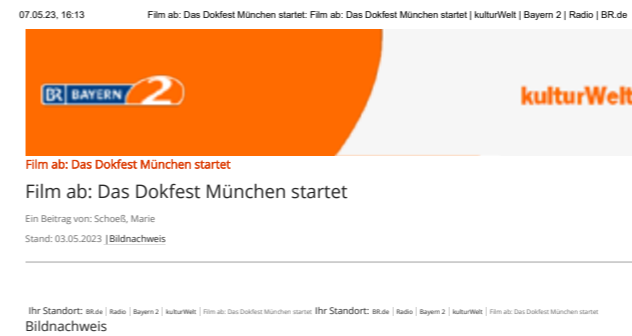 07.05.23, 16:13 Film ab: Das Dokfest München startet: Film ab: Das Dokfest München startet | kulturWelt | Bayern 2 | Radio | BR.de
BR BAYERN 2
kulturWelt
Film ab: Das Dokfest München startet
Film ab: Das Dokfest München startet
Ein Beitrag von: Schoeß, Marie
Stand: 03.05.2023 |Bildnachweis
Ihr Standort: BR.de | Radio | Bayern 2 | kulturWelt | Film ab: Das Dokfest München startet Ihr Standort: BR.de | Radio | Bayern 2 | kulturWelt | Film ab: Das Dokfest München startet
Bildnachweis